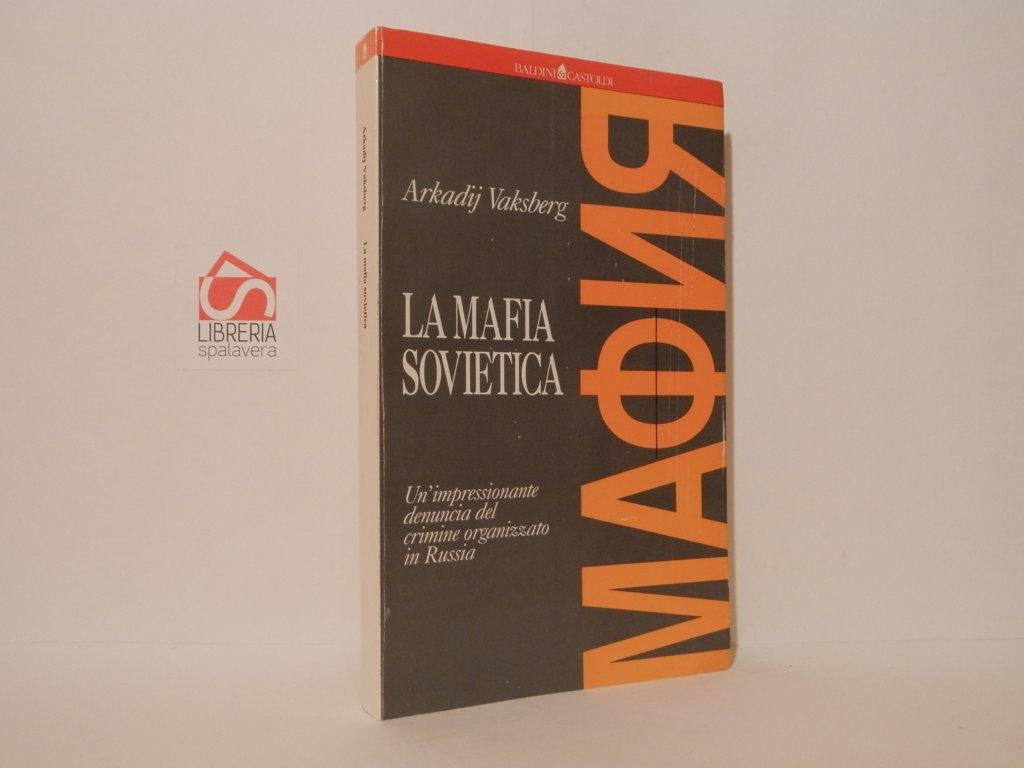 BALDINI&CASTOLDI
Arkadij Vaksberg
LA MAFIA
SOVIETICA
Un'impressionante
denuncia del
crimine organizzato
in Russia
МАФИЯ
Arkadij Vaksberg La mafia sovietica
LIBRERIA
spalavera